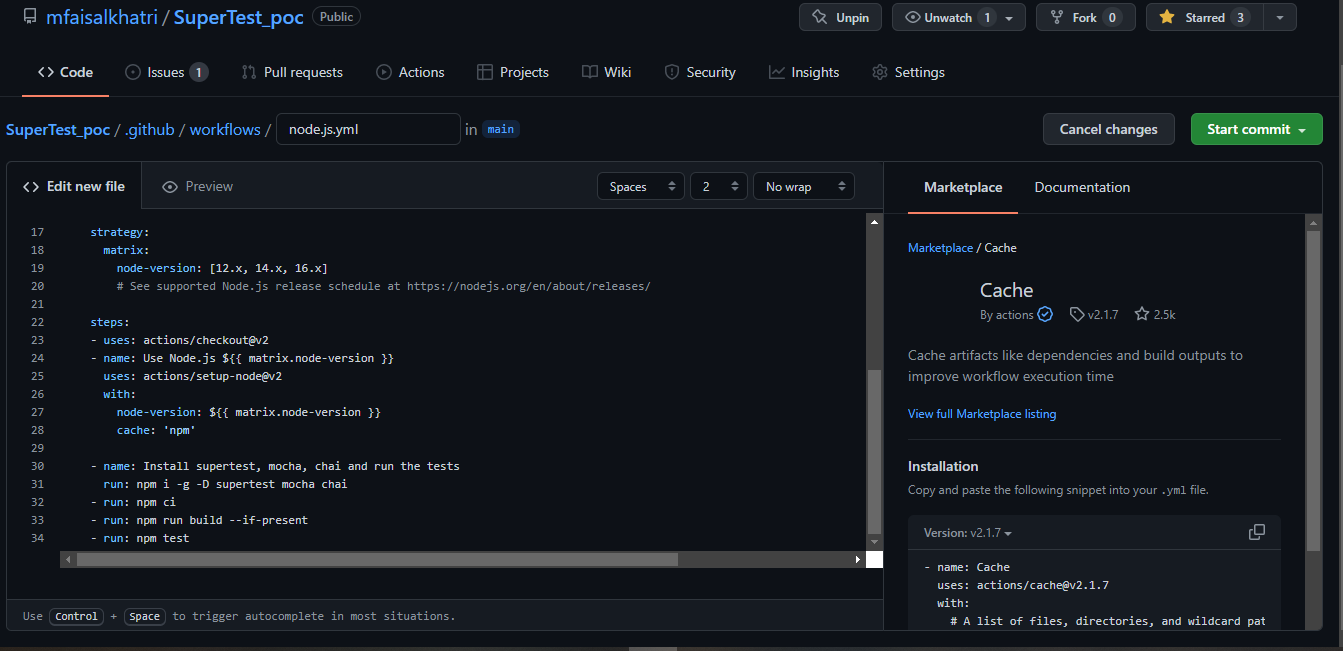 mfaisalkhatri / SuperTest_poc Public
Unpin Unwatch 1 Fork 0 Starred 3
<> Code Issues 1 Pull requests Actions Projects Wiki Security Insights Settings
SuperTest_poc / .github / workflows / node.js.yml in main Cancel changes Start commit
<> Edit new file Preview Spaces 2 No wrap
17 strategy:
18 matrix:
19 node-version: [12.x, 14.x, 16.x]
20 # See supported Node.js release schedule at https://nodejs.org/en/about/releases/
21
22 steps:
23 - uses: actions/checkout@v2
24 - name: Use Node.js ${{ matrix.node-version }}
25 uses: actions/setup-node@v2
26 with:
27 node-version: ${{ matrix.node-version }}
28 cache: 'npm'
29
30 - name: Install supertest, mocha, chai and run the tests
31 run: npm i -g -D supertest mocha chai
32 - run: npm ci
33 - run: npm run build --if-present
34 - run: npm test
Use Control + Space to trigger autocomplete in most situations.
Marketplace Documentation
Marketplace / Cache
Cache
By actions v2.1.7 2.5k
Cache artifacts like dependencies and build outputs to
improve workflow execution time
View full Marketplace listing
Installation
Copy and paste the following snippet into your .yml file.
Version: v2.1.7
- name: Cache
uses: actions/cache@v2.1.7
with:
# A list of files, directories, and wildcard pat